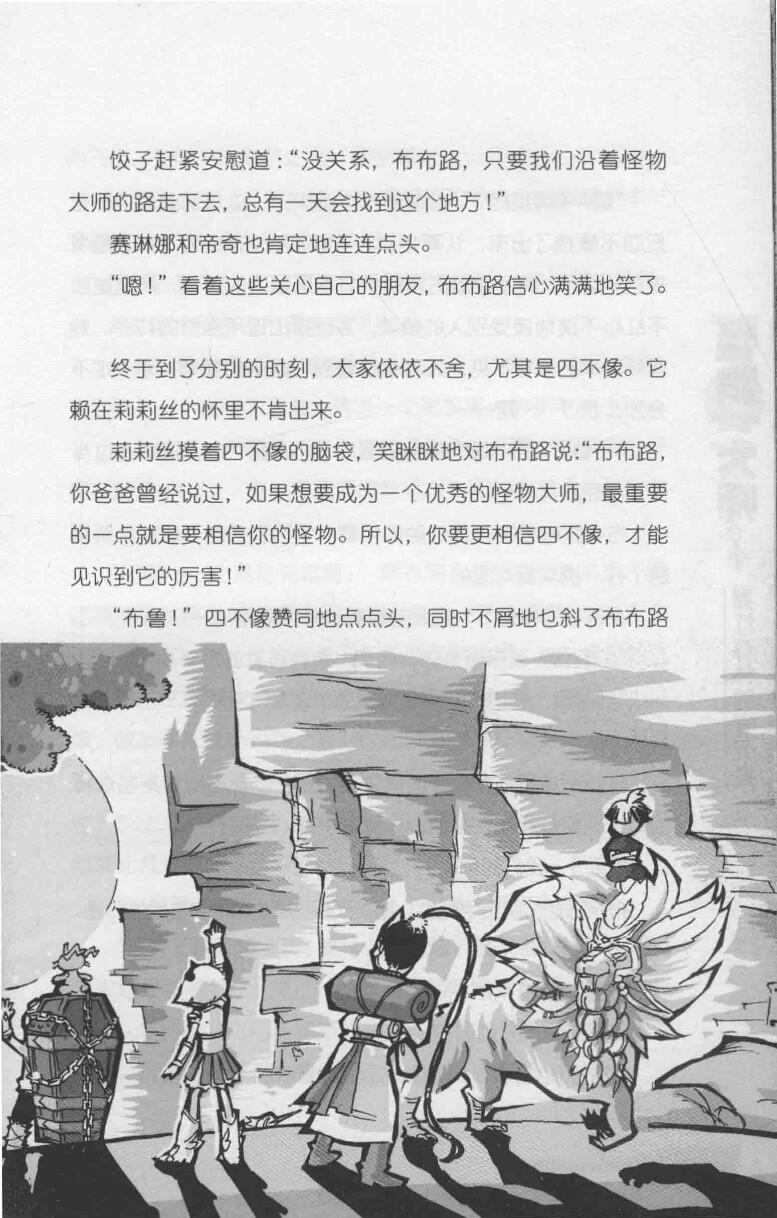 饺子赶紧安慰道：“没关系，布布路，只要我们沿着怪物
大师的路走下去，总有一天会找到这个地方！”
赛琳娜和帝奇也肯定地连连点头。
“嗯！”看着这些关心自己的朋友，布布路信心满满地笑了。
终于到了分别的时刻，大家依依不舍，尤其是四不像。它
赖在莉莉丝的怀里不肯出来。
莉莉丝摸着四不像的脑袋，笑眯眯地对布布路说：“布布路，
你爸爸曾经说过，如果想要成为一个优秀的怪物大师，最重要
的一点就是要相信你的怪物。所以，你要更相信四不像，才能
见识到它的厉害！”
“布鲁！”四不像赞同地点点头，同时不屑地也斜了布布路